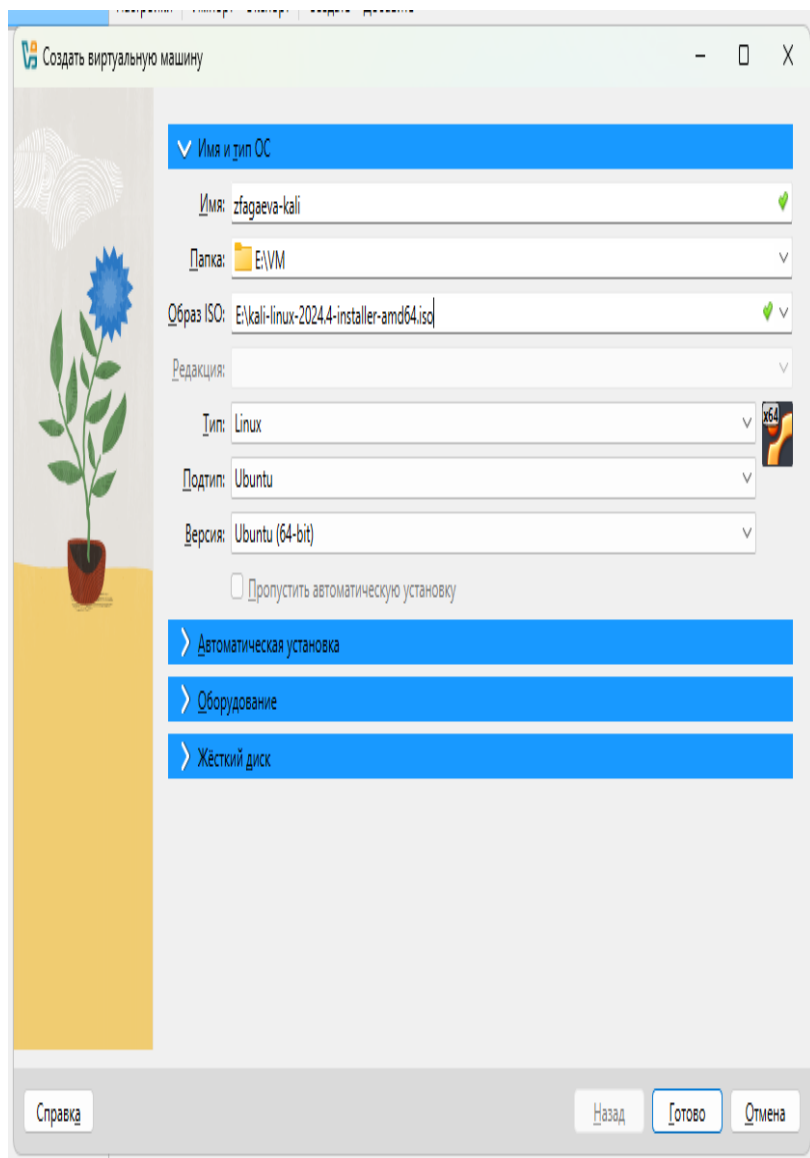 Создать виртуальную машину
Имя и тип ОС
Имя: zfagaeva-kali
Папка: E:\VM
Образ ISO: E:\kali-linux-2024.4-installer-amd64.iso
Редакция:
Тип: Linux
x64
Подтип: Ubuntu
Версия: Ubuntu (64-bit)
Пропустить автоматическую установку
Автоматическая установка
Оборудование
Жёсткий диск
Справка Назад Готово Отмена